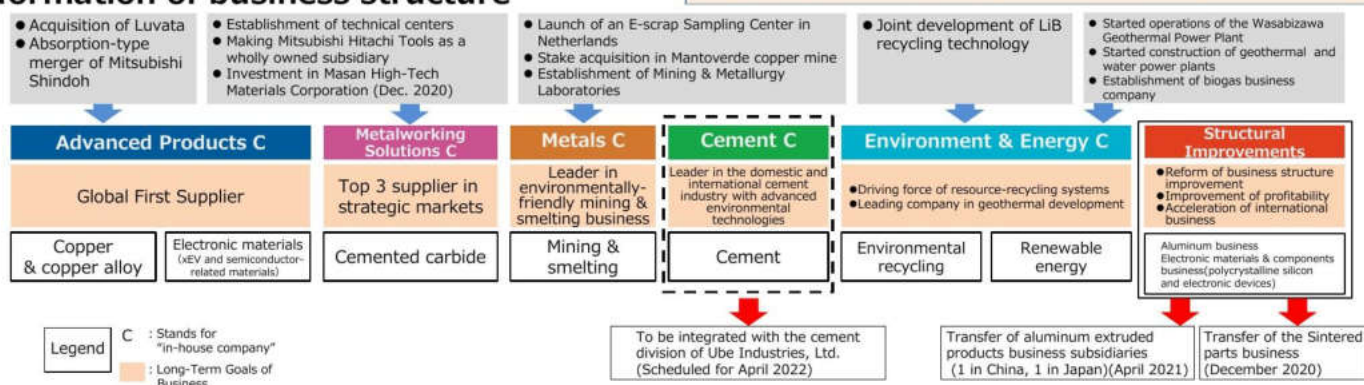 formation of business structure
● Acquisition of Luvata
● Absorption-type
merger of Mitsubishi
Shindoh
● Establishment of technical centers
● Making Mitsubishi Hitachi Tools as a
wholly owned subsidiary
● Investment in Masan High-Tech
Materials Corporation (Dec. 2020)
● Launch of an E-scrap Sampling Center in
Netherlands
● Stake acquisition in Mantoverde copper mine
● Establishment of Mining & Metallurgy
Laboratories
● Joint development of LiB
recycling technology
● Started operations of the Wasabizawa
Geothermal Power Plant
● Started construction of geothermal and
water power plants
● Establishment of biogas business
company
Advanced Products C
Global First Supplier
Copper
& copper alloy
Electronic materials
(xEV and semiconductor-
related materials)
Metalworking
Solutions C
Top 3 supplier in
strategic markets
Cemented carbide
Metals C
Leader in
environmentally-
friendly mining &
smelting business
Mining &
smelting
Cement C
Leader in the domestic and
international cement
industry with advanced
environmental
technologies
Cement
Environment & Energy C
●Driving force of resource-recycling systems
●Leading company in geothermal development
Environmental
recycling
Renewable
energy
Structural
Improvements
●Reform of business structure
improvement
●Improvement of profitability
●Acceleration of international
business
Aluminum business
Electronic materials & components
business(polycrystalline silicon
and electronic devices)
Legend
C : Stands for
"in-house company"
: Long-Term Goals of
Business
To be integrated with the cement
division of Ube Industries, Ltd.
(Scheduled for April 2022)
Transfer of aluminum extruded
products business subsidiaries
(1 in China, 1 in Japan)(April 2021)
Transfer of the Sintered
parts business
(December 2020)